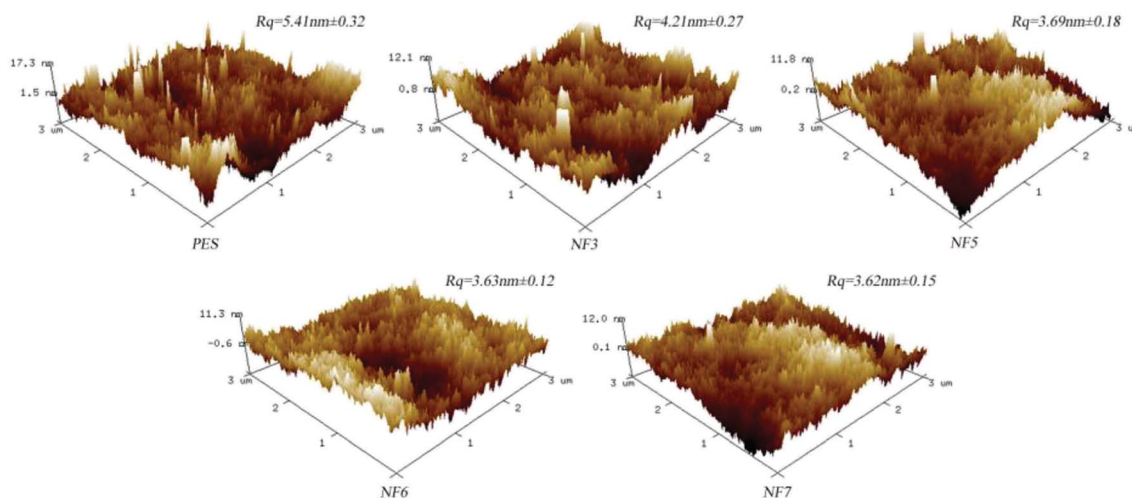 Rq=5.41nm±0.32
17.3 nm
1.5 nm
3 um
2
1
3 um
2
1
PES
Rq=4.21nm±0.27
12.1 nm
0.8 nm
3 um
2
1
3 um
2
1
NF3
Rq=3.69nm±0.18
11.8 nm
0.2 nm
3 um
2
1
3 um
2
1
NF5
Rq=3.63nm±0.12
11.3 nm
-0.6
3 um
2
1
3 um
2
1
NF6
Rq=3.62nm±0.15
12.0 nm
0.1 nm
3 um
2
1
3 um
2
1
NF7